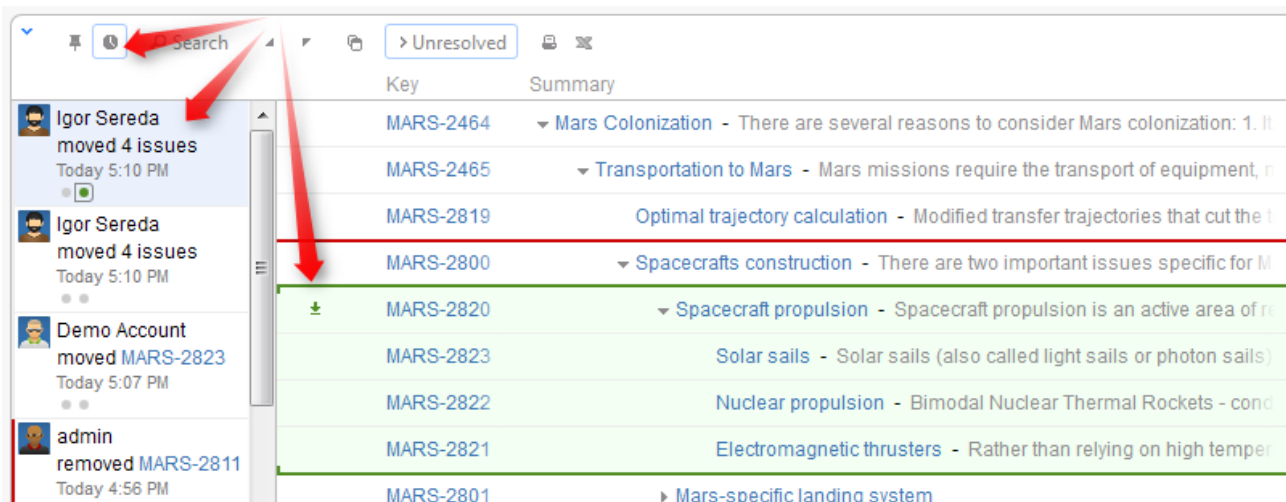 Search
> Unresolved
Key Summary
Igor Sereda
moved 4 issues
Today 5:10 PM
Igor Sereda
moved 4 issues
Today 5:10 PM
Demo Account
moved MARS-2823
Today 5:07 PM
admin
removed MARS-2811
Today 4:56 PM
MARS-2464 Mars Colonization - There are several reasons to consider Mars colonization: 1. It
MARS-2465 Transportation to Mars - Mars missions require the transport of equipment,
MARS-2819 Optimal trajectory calculation - Modified transfer trajectories that cut the
MARS-2800 Spacecrafts construction - There are two important issues specific for M
MARS-2820 Spacecraft propulsion - Spacecraft propulsion is an active area of re
MARS-2823 Solar sails - Solar sails (also called light sails or photon sails)
MARS-2822 Nuclear propulsion - Bimodal Nuclear Thermal Rockets - cond
MARS-2821 Electromagnetic thrusters - Rather than relying on high temper
MARS-2801 Mars-specific landing system